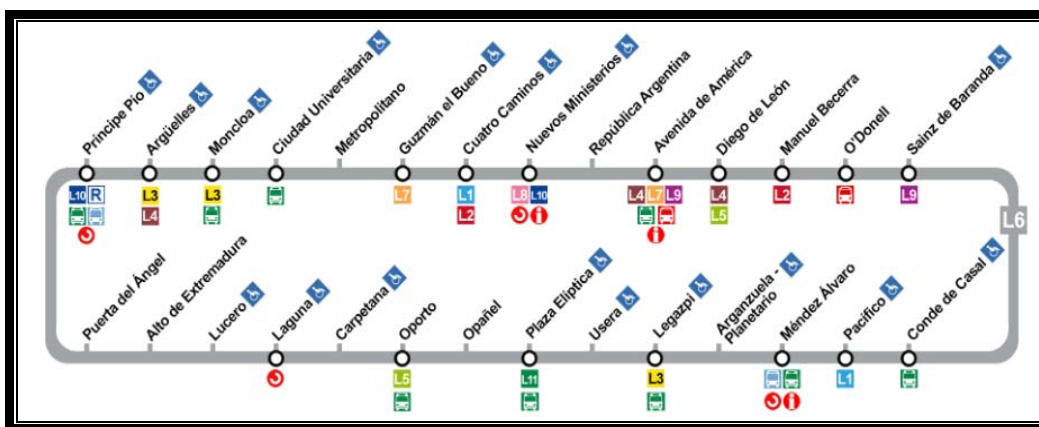 Príncipe Pío
Argüelles
Moncloa
Ciudad Universitaria
Metropolitano
Guzmán el Bueno
Cuatro Caminos
Nuevos Ministerios
República Argentina
Avenida de América
Diego de León
Manuel Becerra
O'Donell
Sainz de Baranda
L10 R
L3
L4
L3
L7
L1
L2
L8 L10
L4 L7 L9
L4
L5
L2
L9
L6
Puerta del Ángel
Alto de Extremadura
Lucero
Laguna
Carpetana
Oporto
Opañel
Plaza Elíptica
Usera
Legazpi
Arganzuela -
Planetario
Méndez Álvaro
Pacífico
Conde de Casal
L5
L11
L3
L1